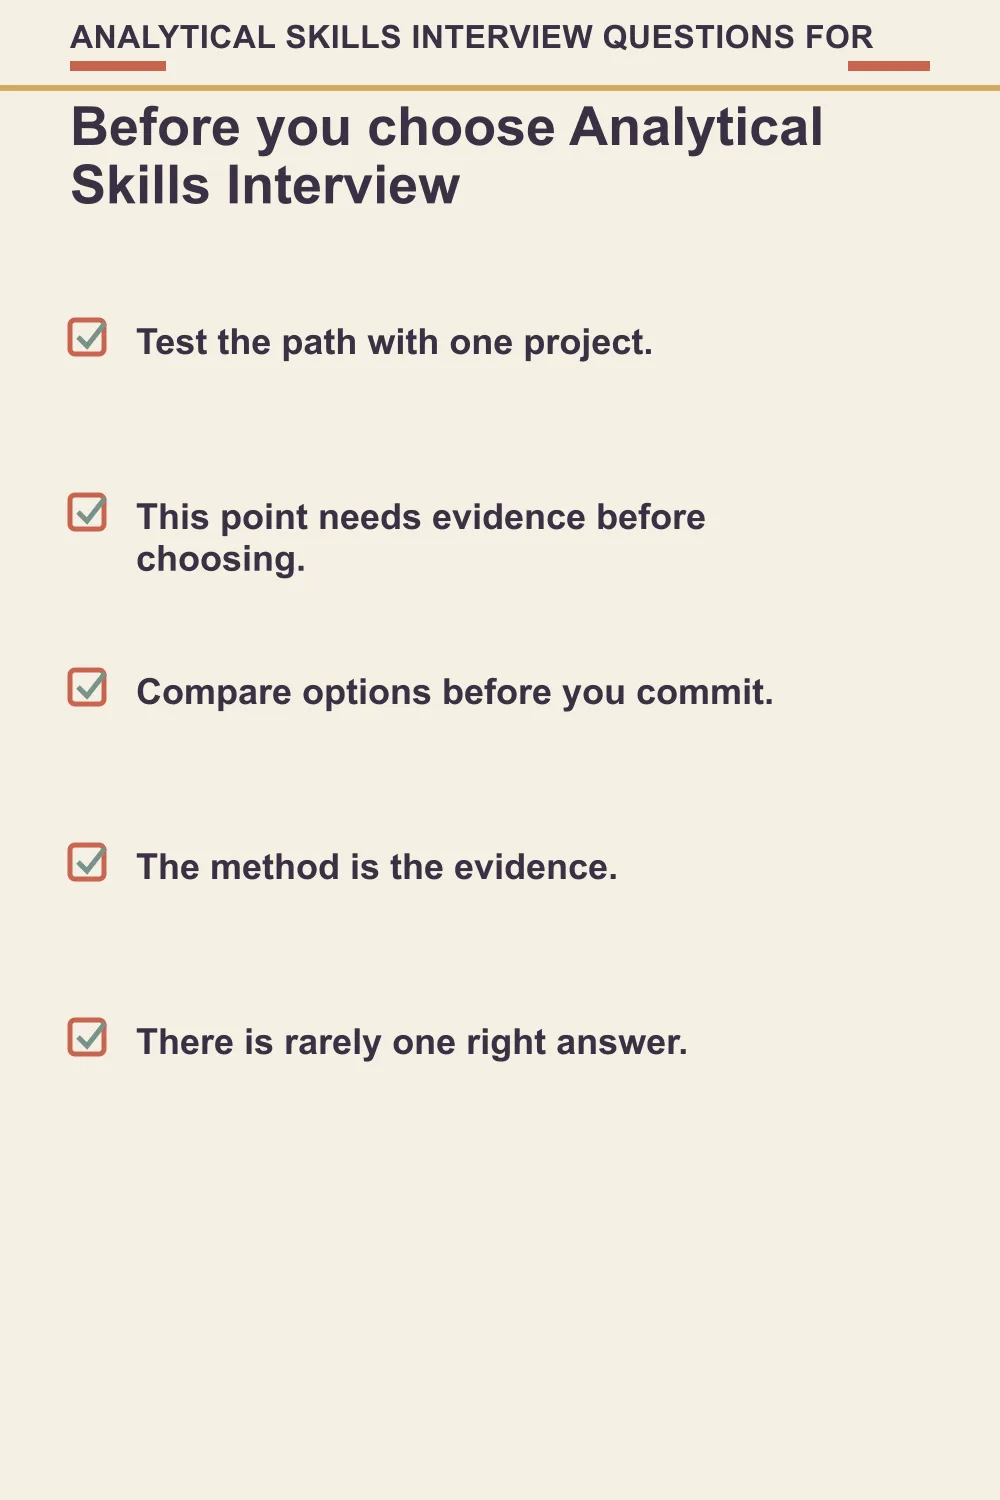 ANALYTICAL SKILLS INTERVIEW QUESTIONS FOR
Before you choose Analytical
Skills Interview
Test the path with one project.
This point needs evidence before
choosing.
Compare options before you commit.
The method is the evidence.
There is rarely one right answer.